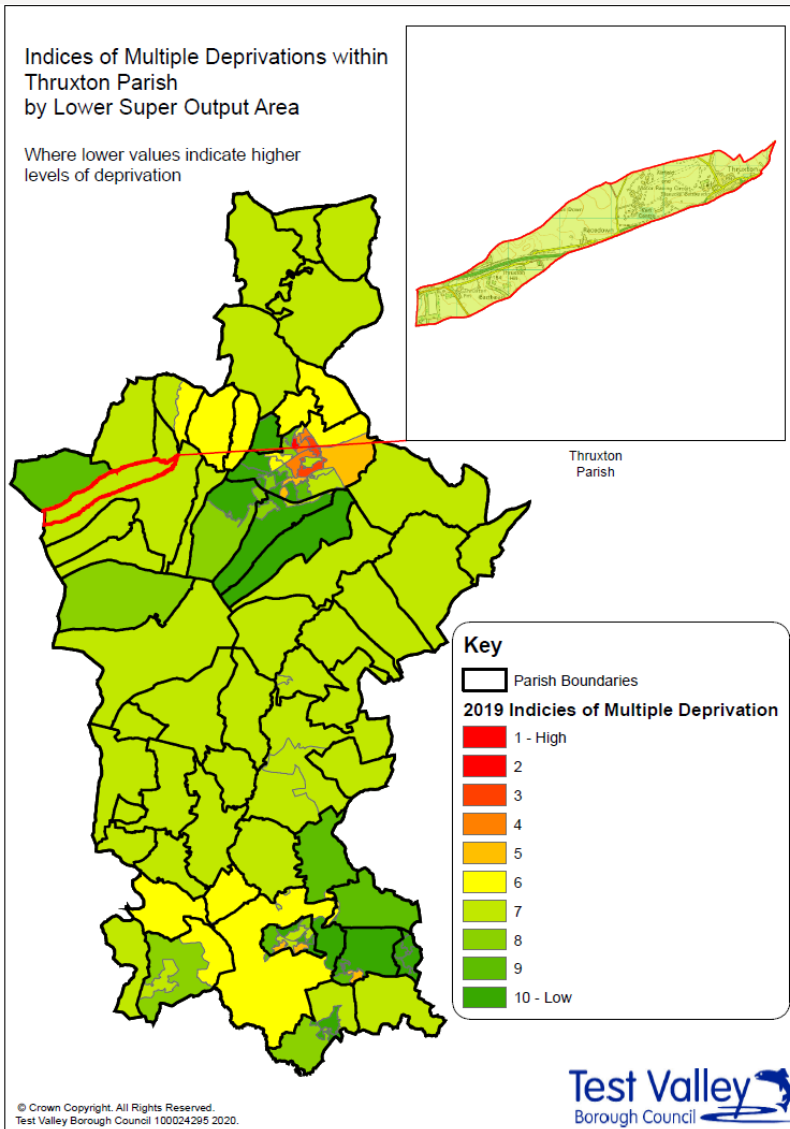 Indices of Multiple Deprivations within
Thruxton Parish
by Lower Super Output Area
Where lower values indicate higher
levels of deprivation
Thruxton
Thruxton
Parish
Key
Parish Boundaries
2019 Indicies of Multiple Deprivation
1 - High
2
3
4
5
6
7
8
9
10 - Low
Test Valley
Borough Council
© Crown Copyright. All Rights Reserved.
Test Valley Borough Council 100024295 2020.